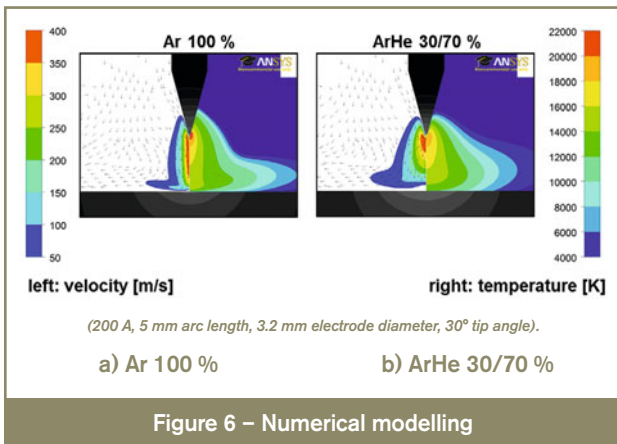 Ar 100 %
ArHe 30/70 %
400
350
300
250
200
150
100
50
22000
20000
18000
16000
14000
12000
10000
8000
6000
4000
ANSYS
ANSYS
left: velocity [m/s]
right: temperature [K]
(200 A, 5 mm arc length, 3.2 mm electrode diameter, 30° tip angle).
a) Ar 100 %
b) ArHe 30/70 %
Figure 6 – Numerical modelling